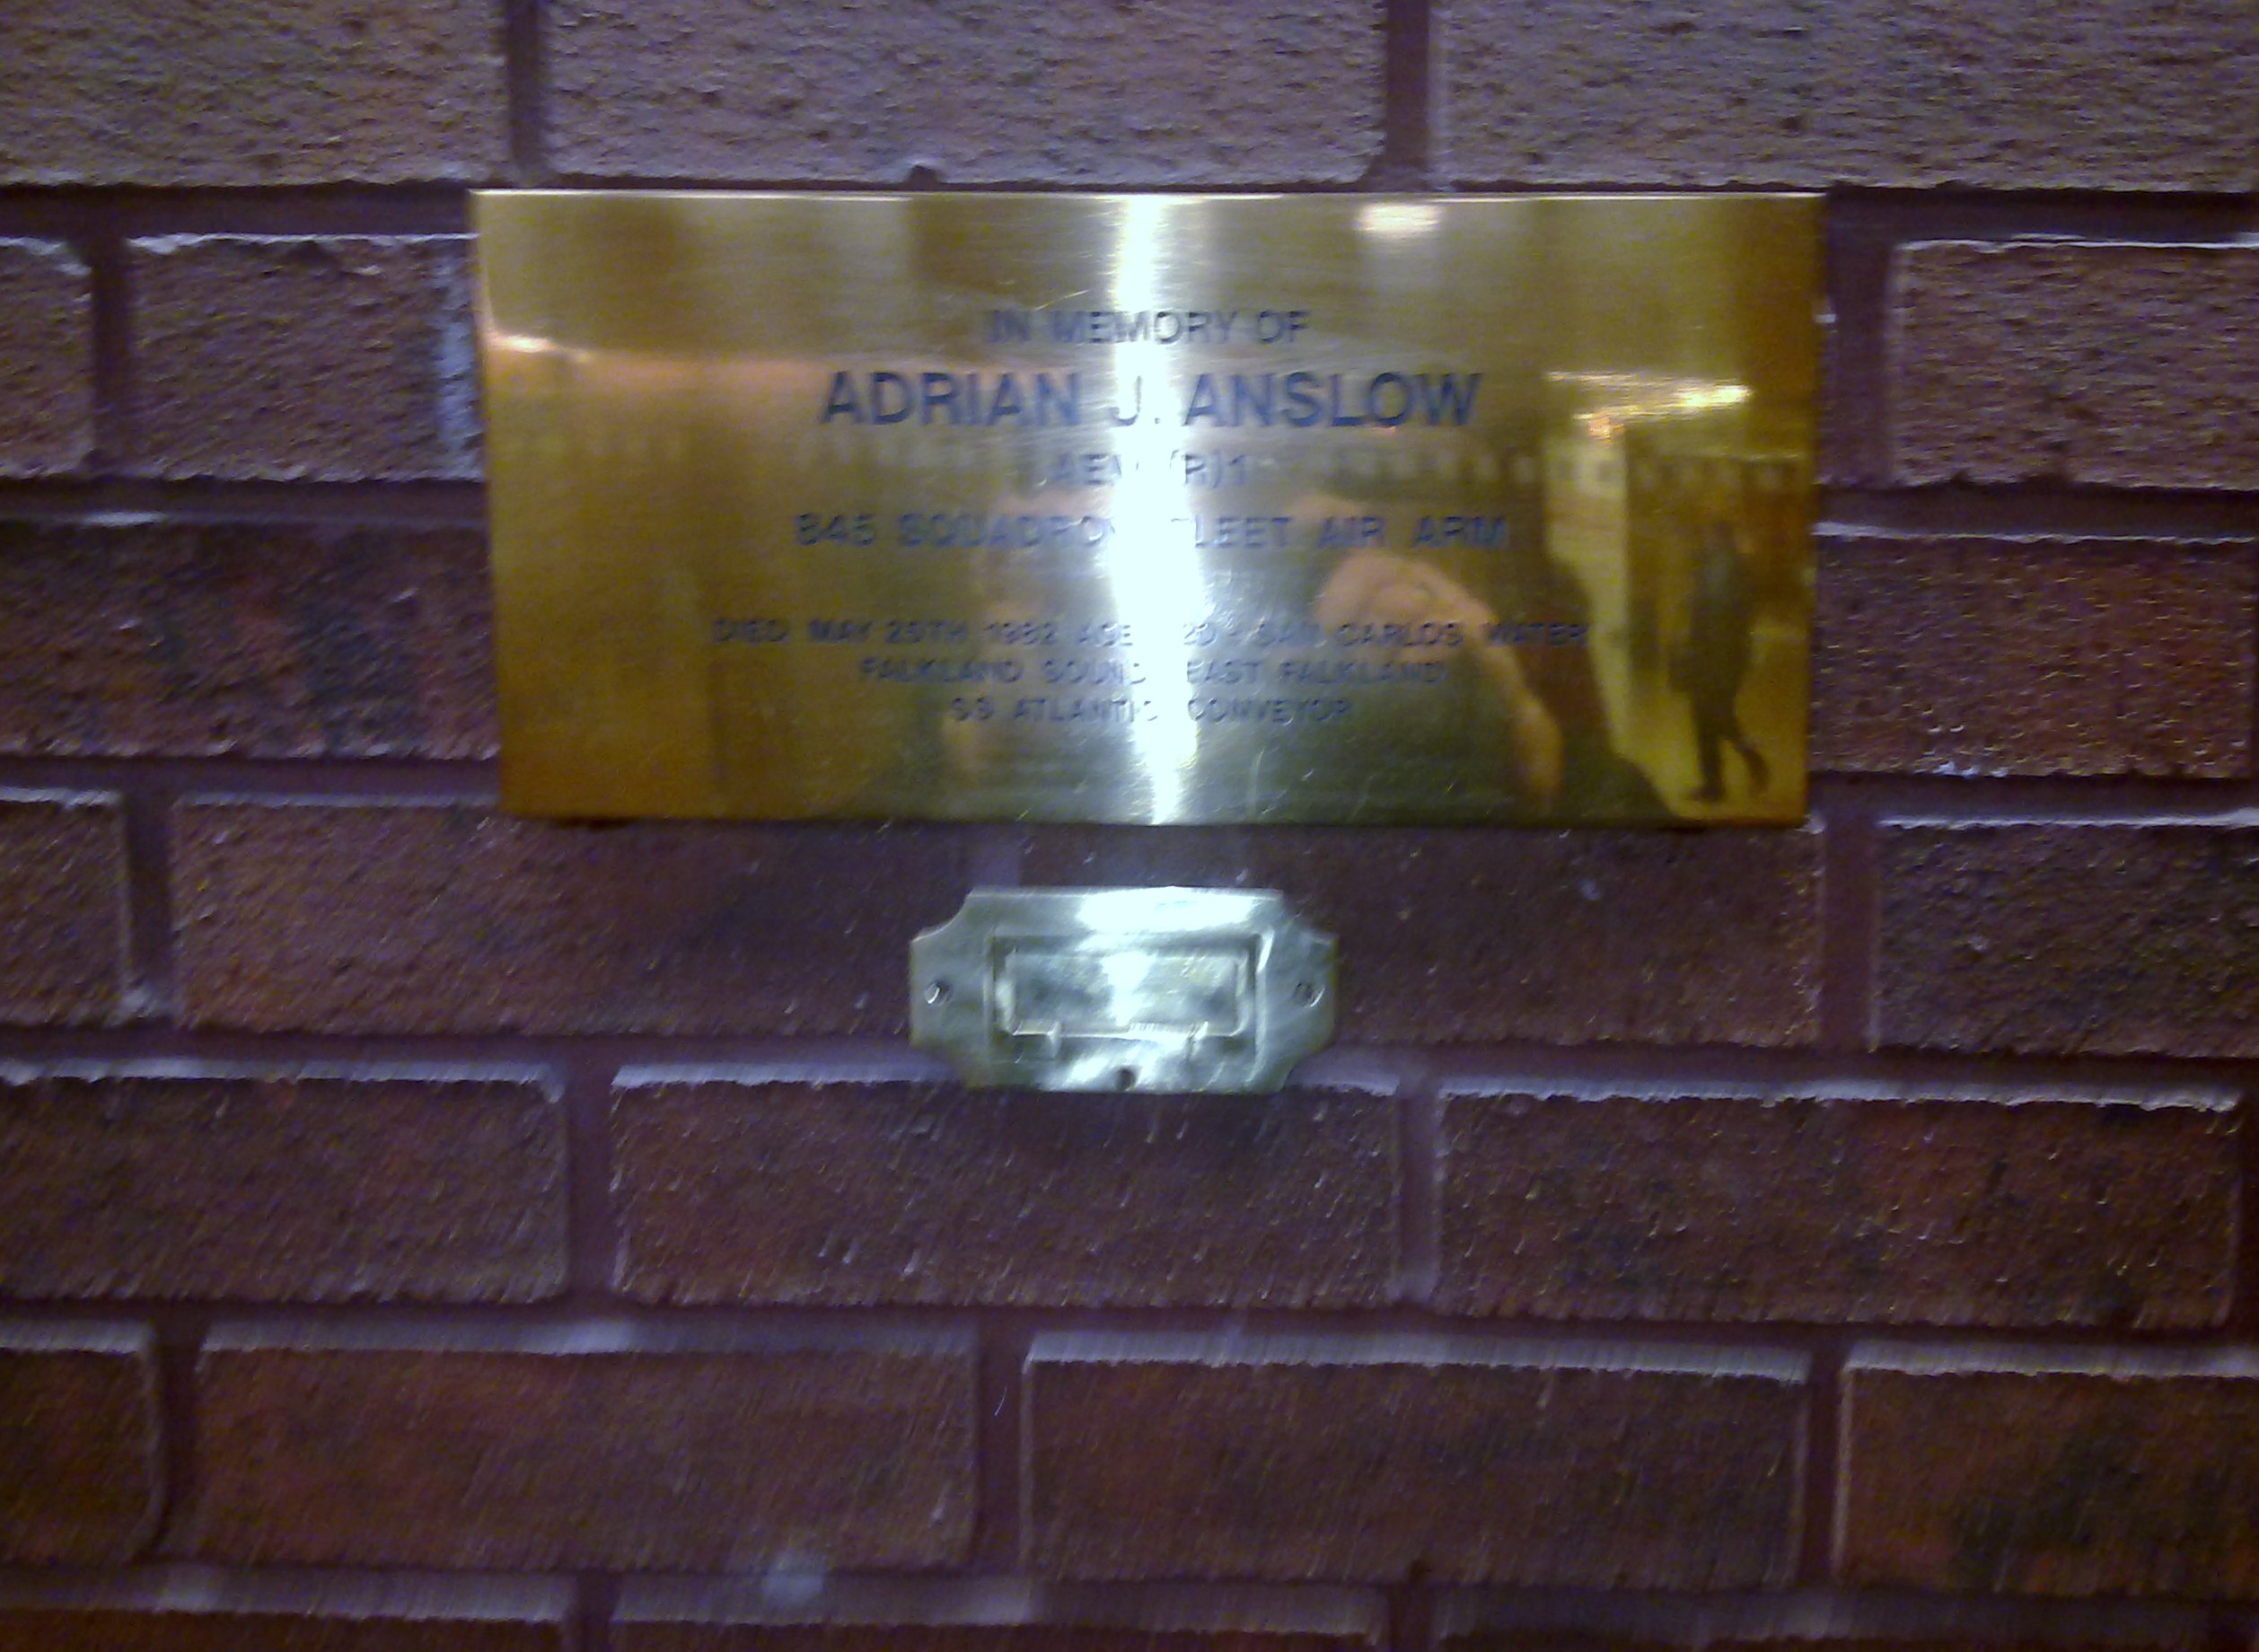 IN MEMORY OF
ADRIAN J. ANSLOW
AEM (R)1
845 SQUADRON FLEET AIR ARM
DIED MAY 25TH 1982 AGED 20 - SAN CARLOS WATER
FALKLAND SOUND EAST FALKLAND
SS ATLANTIC CONVEYOR